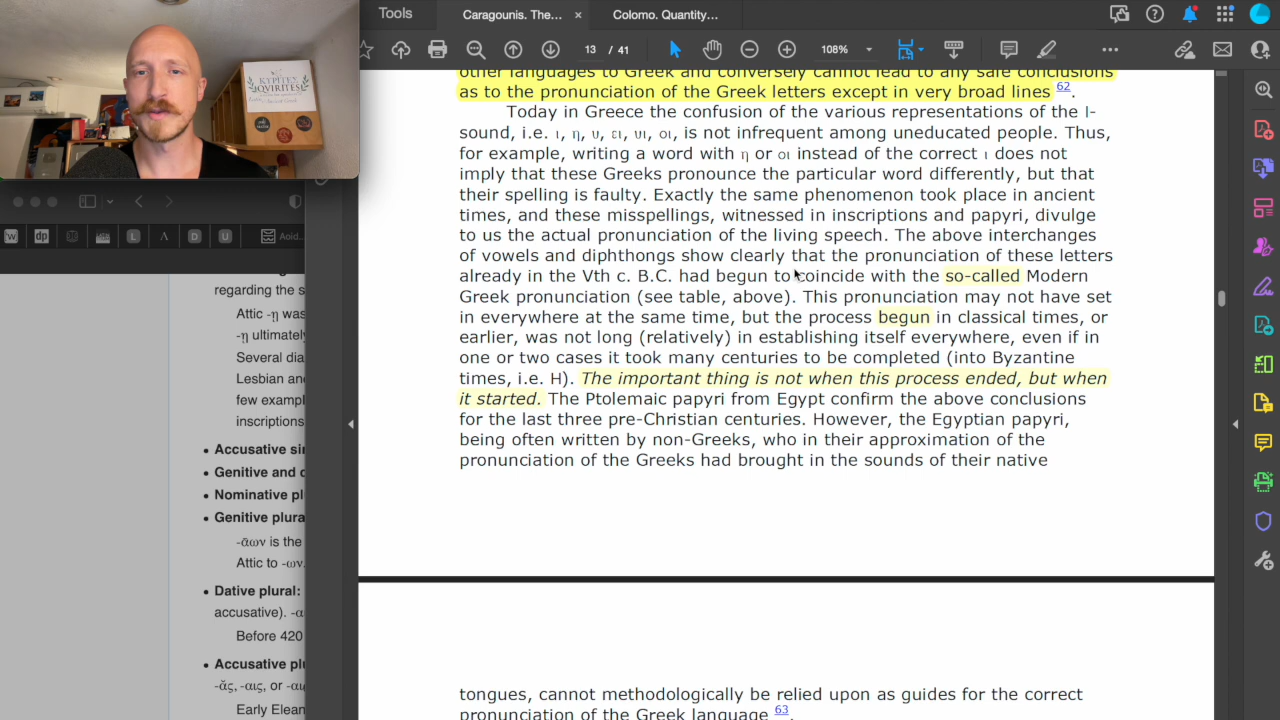 Tools
Caragounis. The... ×
Colomo. Quantity...
13 / 41
108%
ΚΥΡΙΤΕΣ
QVIRITES
other languages to Greek and conversely cannot lead to any safe conclusions
as to the pronunciation of the Greek letters except in very broad lines 62.
Today in Greece the confusion of the various representations of the I-
sound, i.e. ι, η, υ, ει, υι, οι, is not infrequent among uneducated people. Thus,
for example, writing a word with η or οι instead of the correct ι does not
imply that these Greeks pronounce the particular word differently, but that
their spelling is faulty. Exactly the same phenomenon took place in ancient
times, and these misspellings, witnessed in inscriptions and papyri, divulge
to us the actual pronunciation of the living speech. The above interchanges
of vowels and diphthongs show clearly that the pronunciation of these letters
already in the Vth c. B.C. had begun to coincide with the so-called Modern
Greek pronunciation (see table, above). This pronunciation may not have set
in everywhere at the same time, but the process begun in classical times, or
earlier, was not long (relatively) in establishing itself everywhere, even if in
one or two cases it took many centuries to be completed (into Byzantine
times, i.e. H). The important thing is not when this process ended, but when
it started. The Ptolemaic papyri from Egypt confirm the above conclusions
for the last three pre-Christian centuries. However, the Egyptian papyri,
being often written by non-Greeks, who in their approximation of the
pronunciation of the Greeks had brought in the sounds of their native
tongues, cannot methodologically be relied upon as guides for the correct
pronunciation of the Greek language 63.
W
dp
L
Λ
D
U
Aoid.
regarding the s
Attic -ῃ was
-ῃ ultimately
Several dia
Lesbian an
few exampl
inscriptions
• Accusative si
• Genitive and d
• Nominative pl
• Genitive plura
-ᾱων is the
Attic to -ων.
• Dative plural:
accusative). -α
Before 420
• Accusative plu
-ᾰς, -αις, or -αι
Early Elean